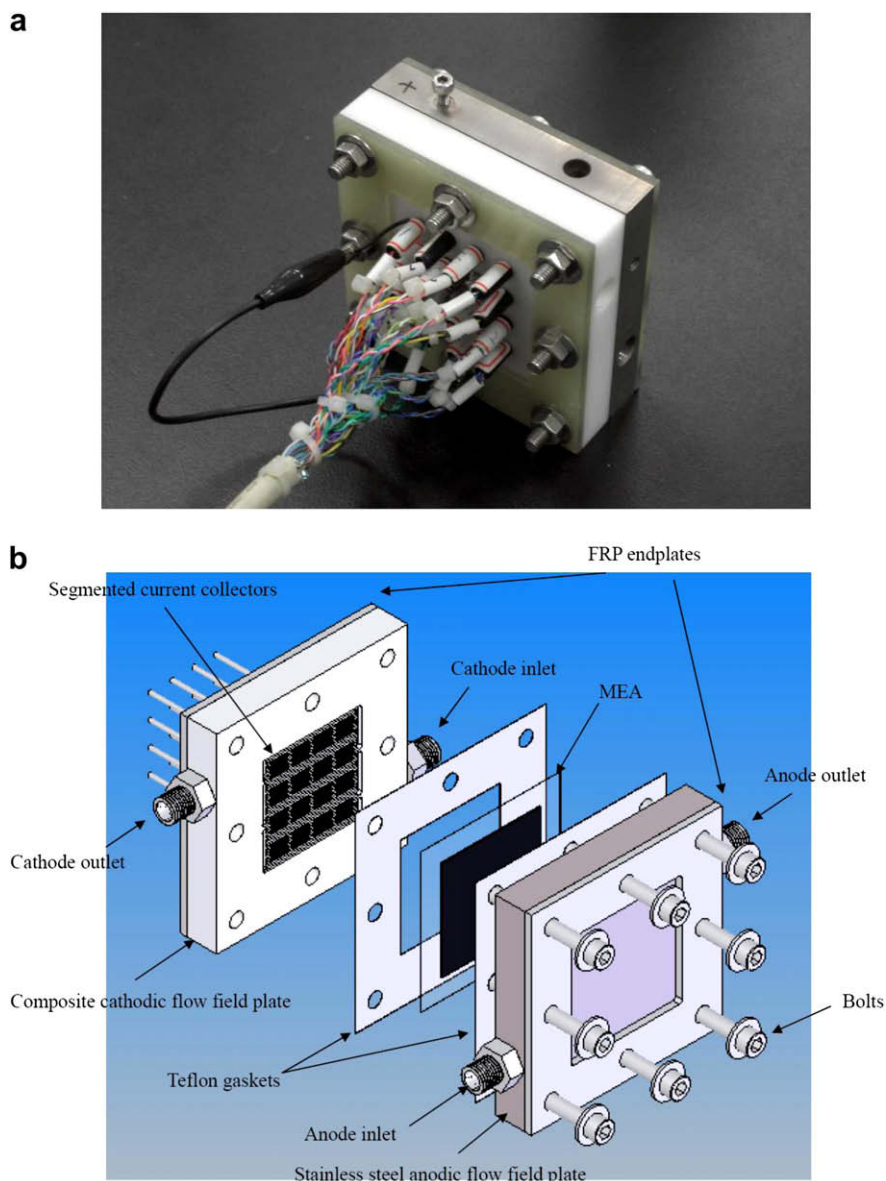 a
+
b
FRP endplates
Segmented current collectors
Cathode inlet
MEA
Anode outlet
Cathode outlet
Composite cathodic flow field plate
Bolts
Teflon gaskets
Anode inlet
Stainless steel anodic flow field plate